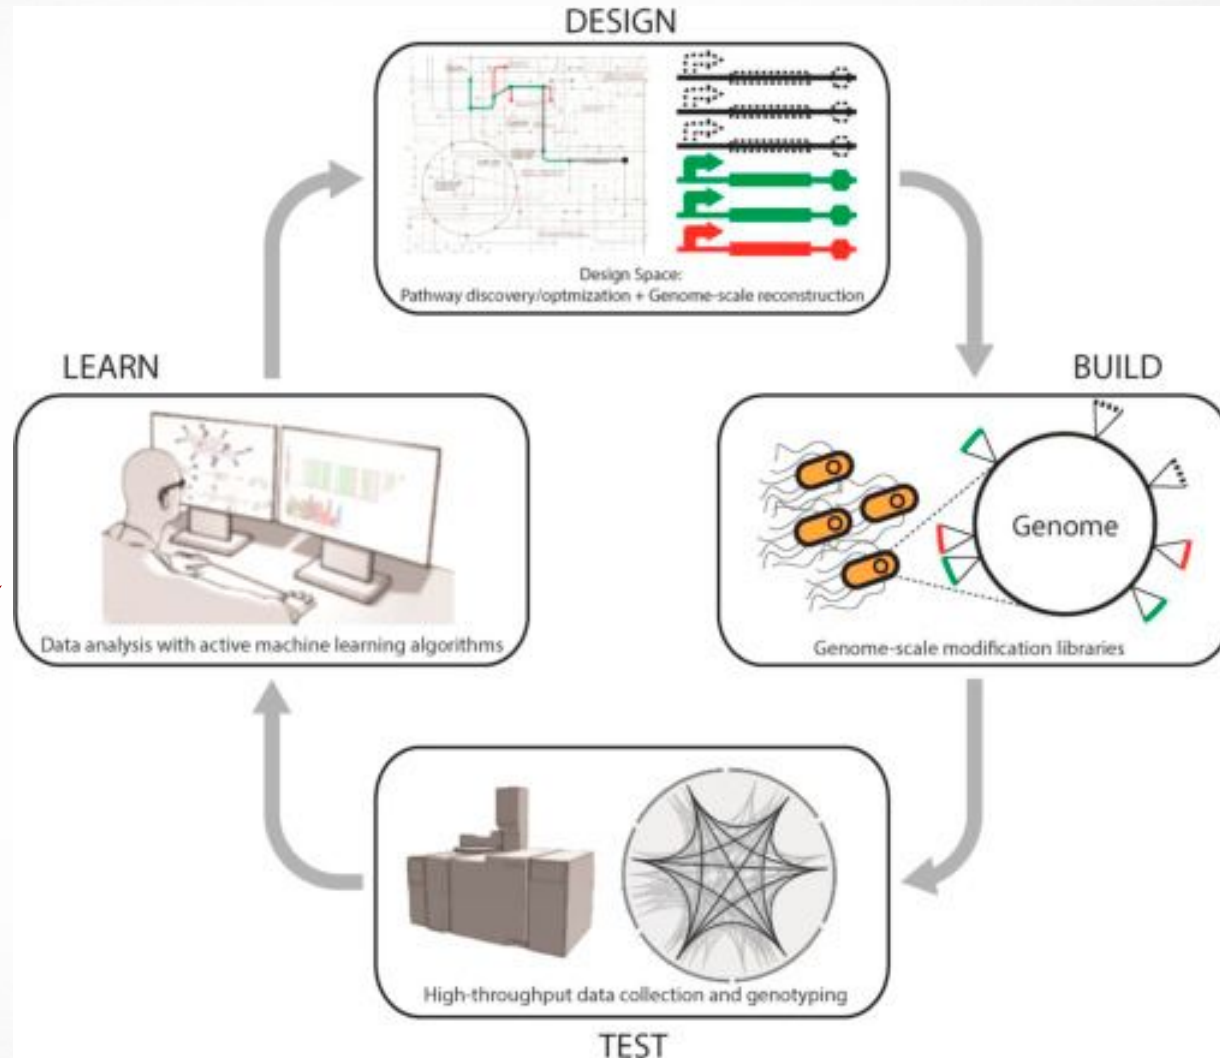 DESIGN
Design Space:
Pathway discovery/optmization + Genome-scale reconstruction
LEARN
BUILD
Genome
Data analysis with active machine learning algorithms
Genome-scale modification libraries
High-throughput data collection and genotyping
TEST